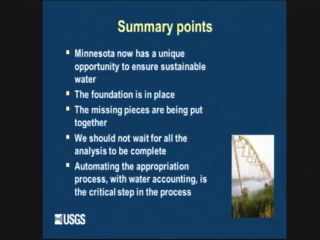 Summary points
Minnesota now has a unique
opportunity to ensure sustainable
water
The foundation is in place
The missing pieces are being put
together
We should not wait for all the
analysis to be complete
Automating the appropriation
process, with water accounting, is
the critical step in the process
USGS